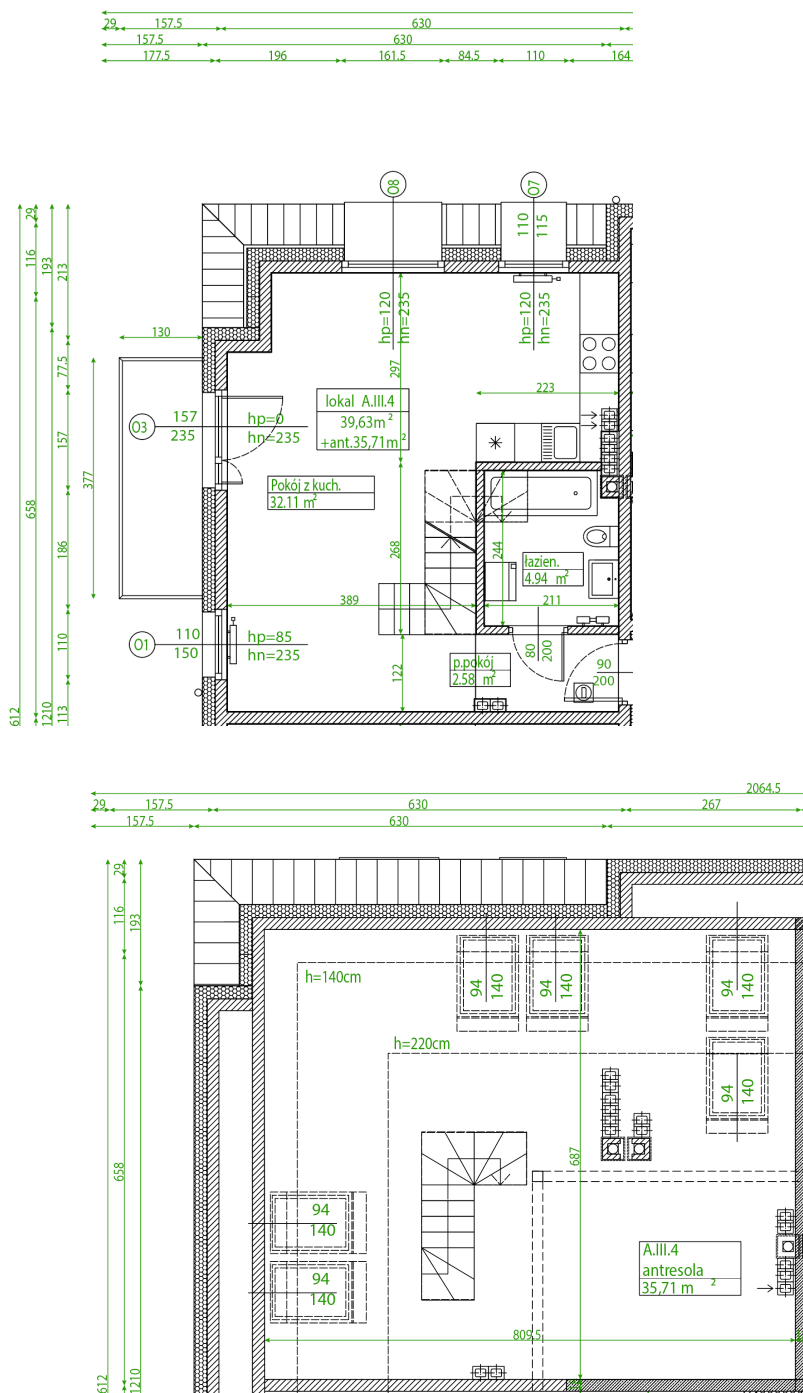 29 157.5 630
157.5 630
177.5 196 161.5 84.5 110 164
O8
O7
110
115
hp=120
hn=235
hp=120
hn=235
29
116
193
213
130
77.5
297
223
lokal A.III.4
39,63m²
+ant.35,71m²
O3
157
235
hp=0
hn=235
157
377
Pokój z kuch.
32.11 m²
658
186
268
244
łazien.
4.94 m²
389
211
110
O1
110
150
hp=85
hn=235
80
200
p.pokój
2.58 m²
90
200
122
113
612
1210
2064.5
29 157.5 630 267
157.5 630
29
116
193
h=140cm
94
140
94
140
94
140
h=220cm
94
140
658
687
94
140
94
140
A.III.4
antresola
35,71 m²
809.5
612
1210